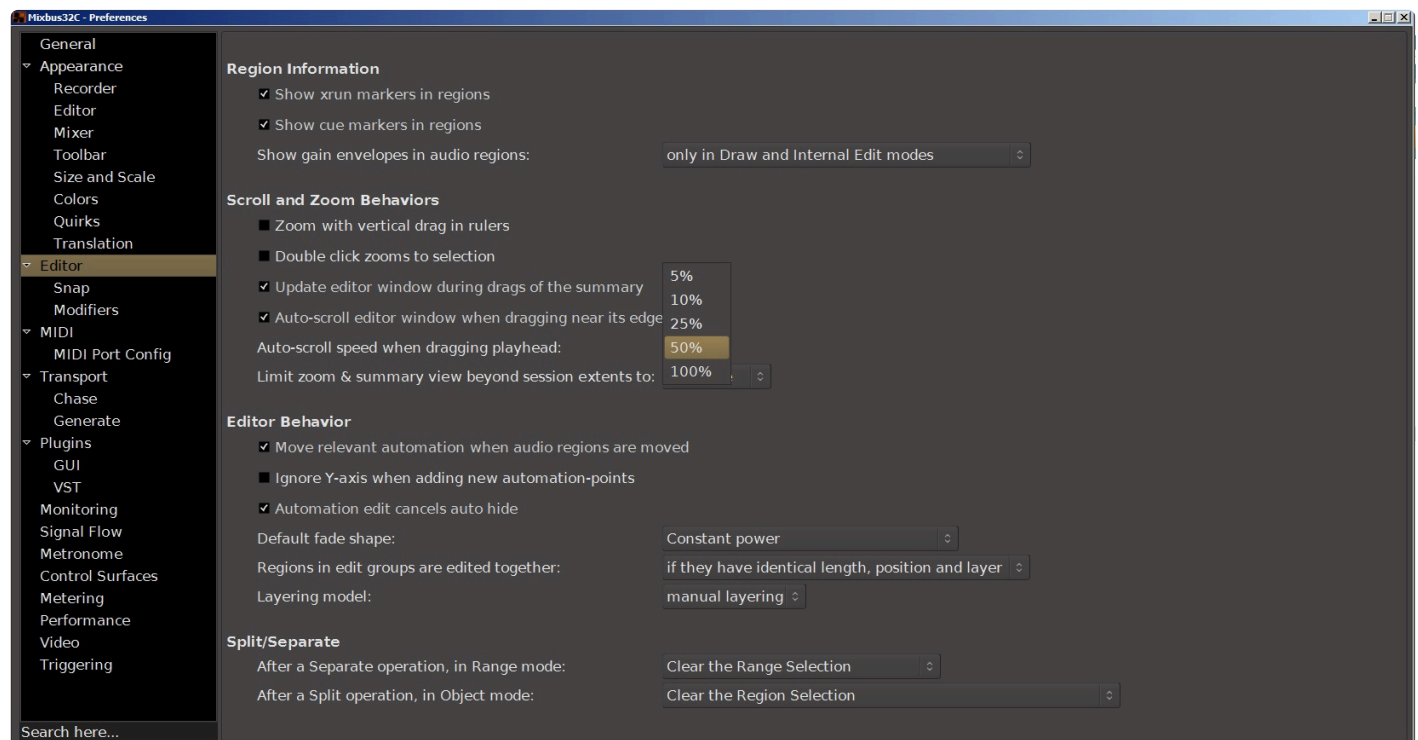 Mixbus32C - Preferences
General
Appearance
Recorder
Editor
Mixer
Toolbar
Size and Scale
Colors
Quirks
Translation
Editor
Snap
Modifiers
MIDI
MIDI Port Config
Transport
Chase
Generate
Plugins
GUI
VST
Monitoring
Signal Flow
Metronome
Control Surfaces
Metering
Performance
Video
Triggering
Search here...
Region Information
Show xrun markers in regions
Show cue markers in regions
Show gain envelopes in audio regions: only in Draw and Internal Edit modes
Scroll and Zoom Behaviors
Zoom with vertical drag in rulers
Double click zooms to selection
Update editor window during drags of the summary
Auto-scroll editor window when dragging near its edge
Auto-scroll speed when dragging playhead:
5%
10%
25%
50%
100%
Limit zoom & summary view beyond session extents to:
Editor Behavior
Move relevant automation when audio regions are moved
Ignore Y-axis when adding new automation-points
Automation edit cancels auto hide
Default fade shape: Constant power
Regions in edit groups are edited together: if they have identical length, position and layer
Layering model: manual layering
Split/Separate
After a Separate operation, in Range mode: Clear the Range Selection
After a Split operation, in Object mode: Clear the Region Selection